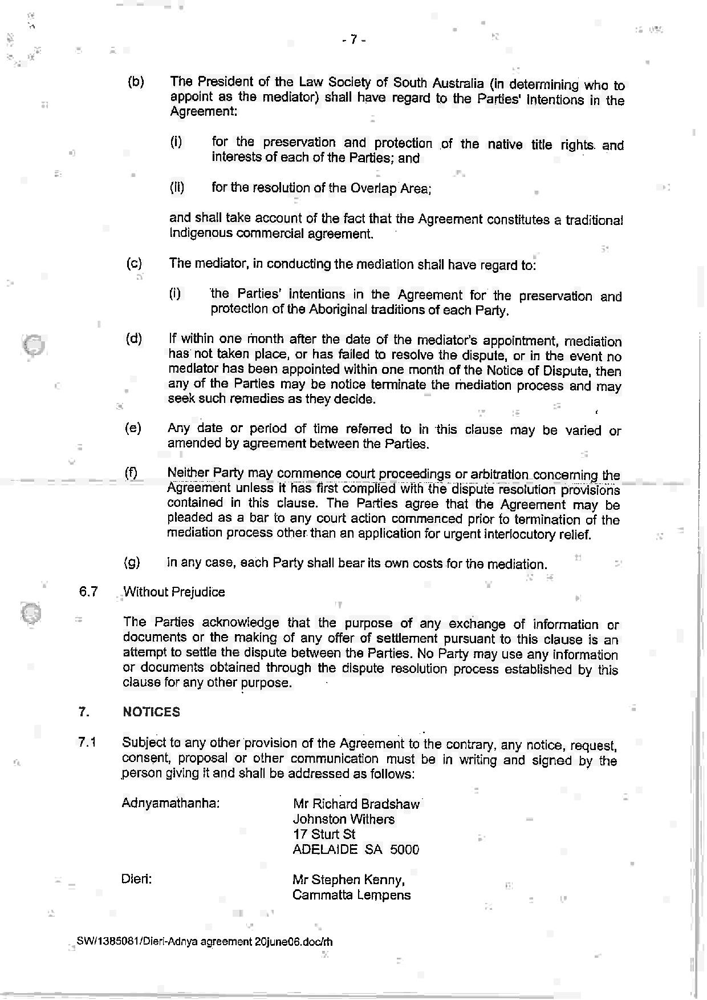 - 7 -
(b) The President of the Law Society of South Australia (in determining who to
appoint as the mediator) shall have regard to the Parties' Intentions in the
Agreement:
(i) for the preservation and protection of the native title rights and
interests of each of the Parties; and
(ii) for the resolution of the Overlap Area;
and shall take account of the fact that the Agreement constitutes a traditional
Indigenous commercial agreement.
(c) The mediator, in conducting the mediation shall have regard to:
(i) the Parties' intentions in the Agreement for the preservation and
protection of the Aboriginal traditions of each Party.
(d) If within one month after the date of the mediator's appointment, mediation
has not taken place, or has failed to resolve the dispute, or in the event no
mediator has been appointed within one month of the Notice of Dispute, then
any of the Parties may be notice terminate the mediation process and may
seek such remedies as they decide.
(e) Any date or period of time referred to in this clause may be varied or
amended by agreement between the Parties.
(f) Neither Party may commence court proceedings or arbitration concerning the
Agreement unless it has first complied with the dispute resolution provisions
contained in this clause. The Parties agree that the Agreement may be
pleaded as a bar to any court action commenced prior to termination of the
mediation process other than an application for urgent interlocutory relief.
(g) In any case, each Party shall bear its own costs for the mediation.
6.7 Without Prejudice
The Parties acknowledge that the purpose of any exchange of information or
documents or the making of any offer of settlement pursuant to this clause is an
attempt to settle the dispute between the Parties. No Party may use any information
or documents obtained through the dispute resolution process established by this
clause for any other purpose.
7. NOTICES
7.1 Subject to any other provision of the Agreement to the contrary, any notice, request,
consent, proposal or other communication must be in writing and signed by the
person giving it and shall be addressed as follows:
Adnyamathanha: Mr Richard Bradshaw
Johnston Withers
17 Sturt St
ADELAIDE SA 5000
Dieri: Mr Stephen Kenny,
Cammatta Lempens
SW/1385081/Dieri-Adnya agreement 20june06.doc/rh